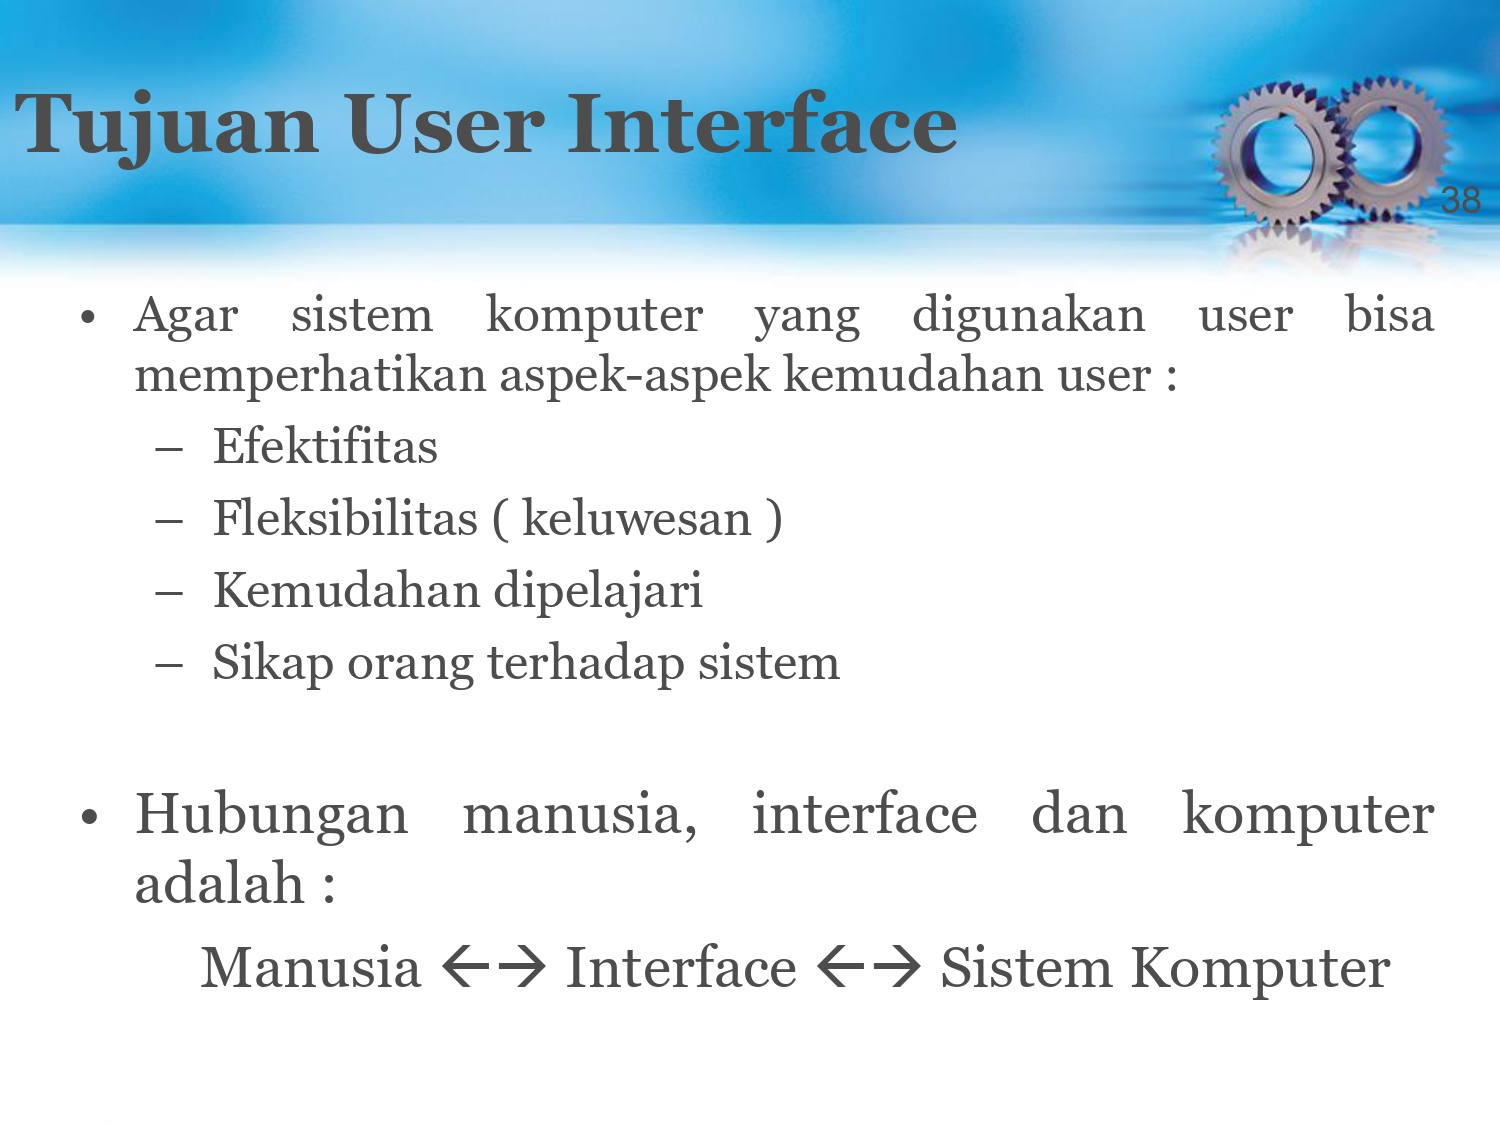 Tujuan User Interface
38
• Agar sistem komputer yang digunakan user bisa
memperhatikan aspek-aspek kemudahan user :
– Efektifitas
– Fleksibilitas ( keluwesan )
– Kemudahan dipelajari
– Sikap orang terhadap sistem
• Hubungan manusia, interface dan komputer
adalah :
Manusia ←→ Interface ←→ Sistem Komputer